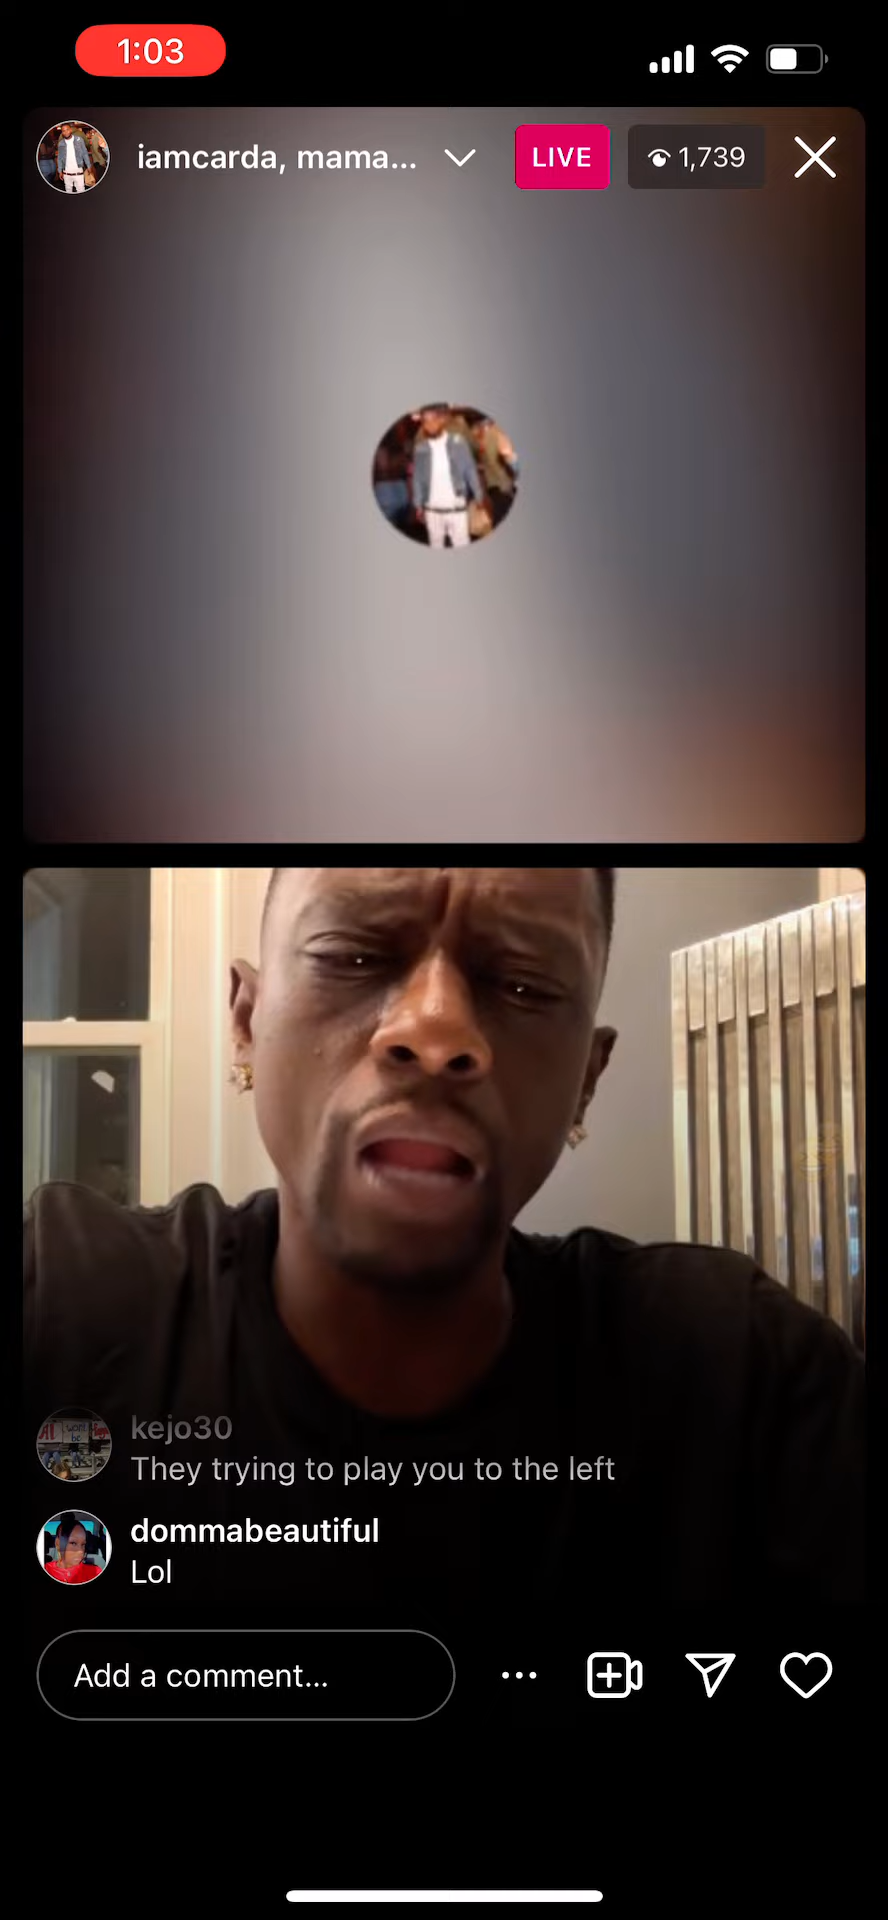 1:03
iamcarda, mama...
LIVE
1,739
kejo30
They trying to play you to the left
dommabeautiful
Lol
Add a comment...